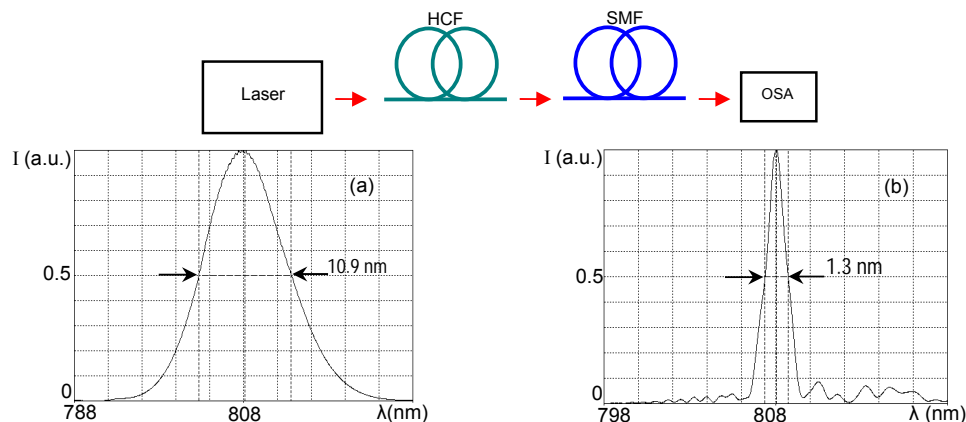 HCF
SMF
Laser
OSA
I (a.u.)
(a)
0.5
10.9 nm
0
788
808
λ(nm)
I (a.u.)
(b)
0.5
1.3 nm
0
798
808
λ (nm)